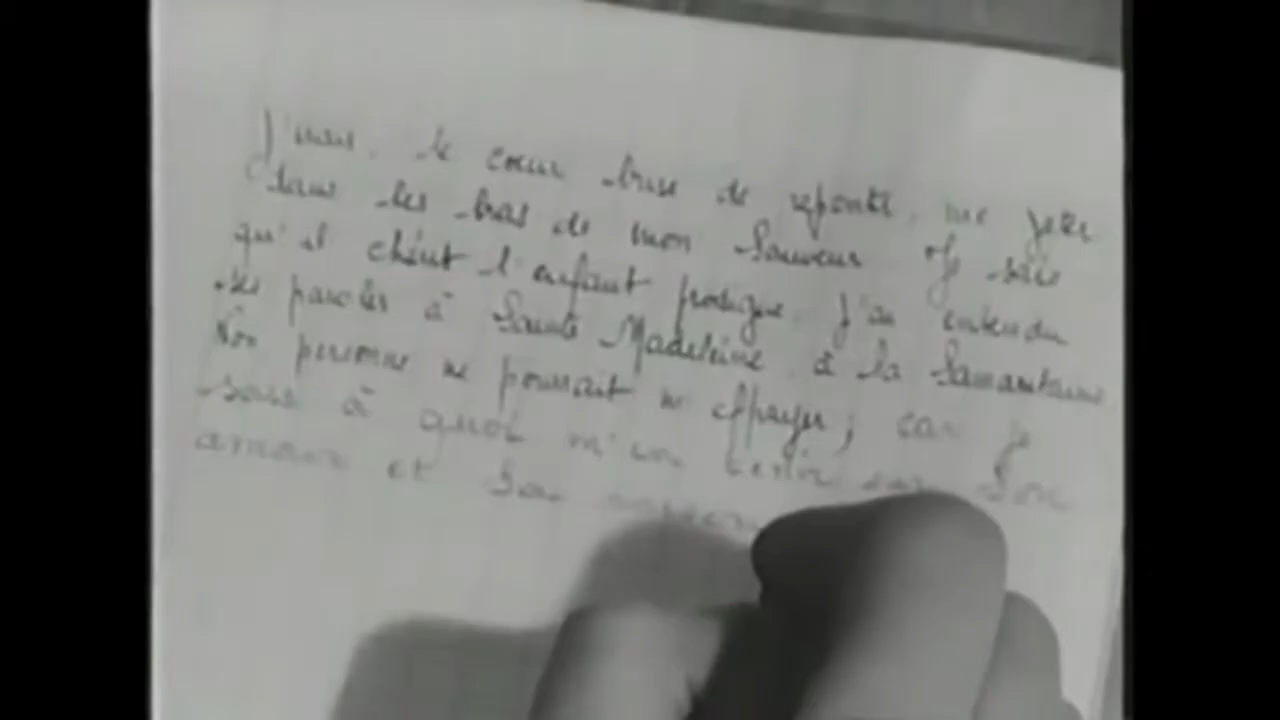 J'irais, le cœur brisé de repentir, me jeter
dans les bras de mon Sauveur Je sais
qu'il chérit l'enfant prodigue. J'ai entendu
ses paroles à Sainte Madeleine, à la Samaritaine
Non personne ne pourrait m'effrayer; car je
sais à quoi m'en tenir sur Son
amour et Sa